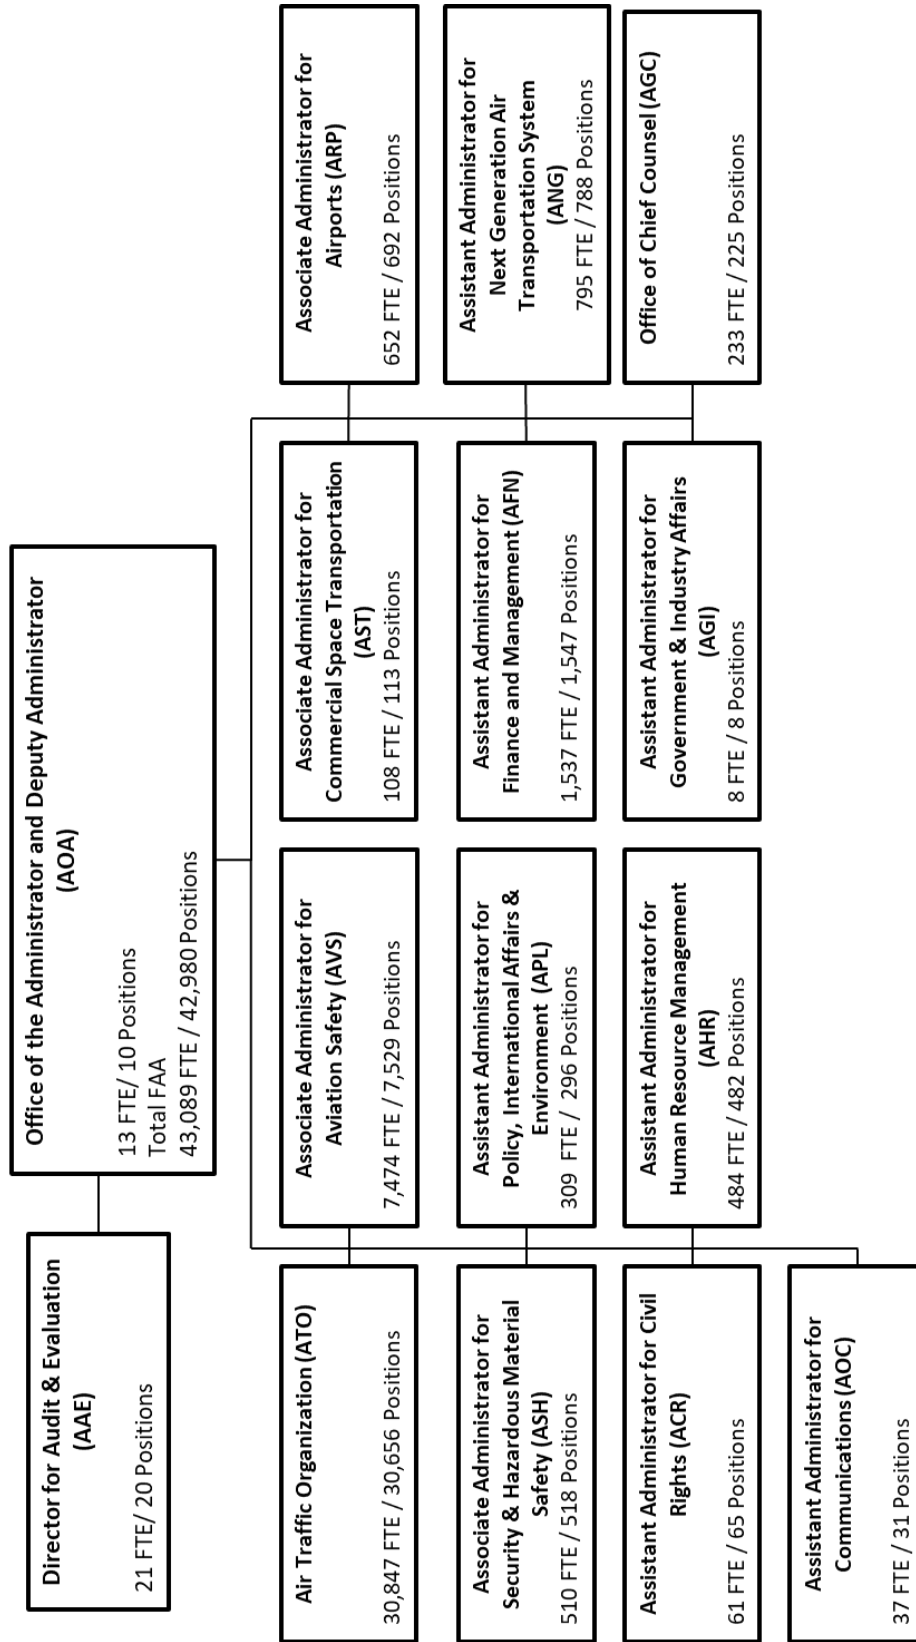 Office of the Administrator and Deputy Administrator
(AOA)
13 FTE/ 10 Positions
Total FAA
43,089 FTE / 42,980 Positions
Director for Audit & Evaluation
(AAE)
21 FTE/ 20 Positions
Air Traffic Organization (ATO)
30,847 FTE / 30,656 Positions
Associate Administrator for
Aviation Safety (AVS)
7,474 FTE / 7,529 Positions
Associate Administrator for
Commercial Space Transportation
(AST)
108 FTE / 113 Positions
Associate Administrator for
Airports (ARP)
652 FTE / 692 Positions
Associate Administrator for
Security & Hazardous Material
Safety (ASH)
510 FTE / 518 Positions
Assistant Administrator for
Policy, International Affairs &
Environment (APL)
309 FTE / 296 Positions
Assistant Administrator for
Finance and Management (AFN)
1,537 FTE / 1,547 Positions
Assistant Administrator for
Next Generation Air
Transportation System
(ANG)
795 FTE / 788 Positions
Assistant Administrator for Civil
Rights (ACR)
61 FTE / 65 Positions
Assistant Administrator for
Human Resource Management
(AHR)
484 FTE / 482 Positions
Assistant Administrator for
Government & Industry Affairs
(AGI)
8 FTE / 8 Positions
Office of Chief Counsel (AGC)
233 FTE / 225 Positions
Assistant Administrator for
Communications (AOC)
37 FTE / 31 Positions